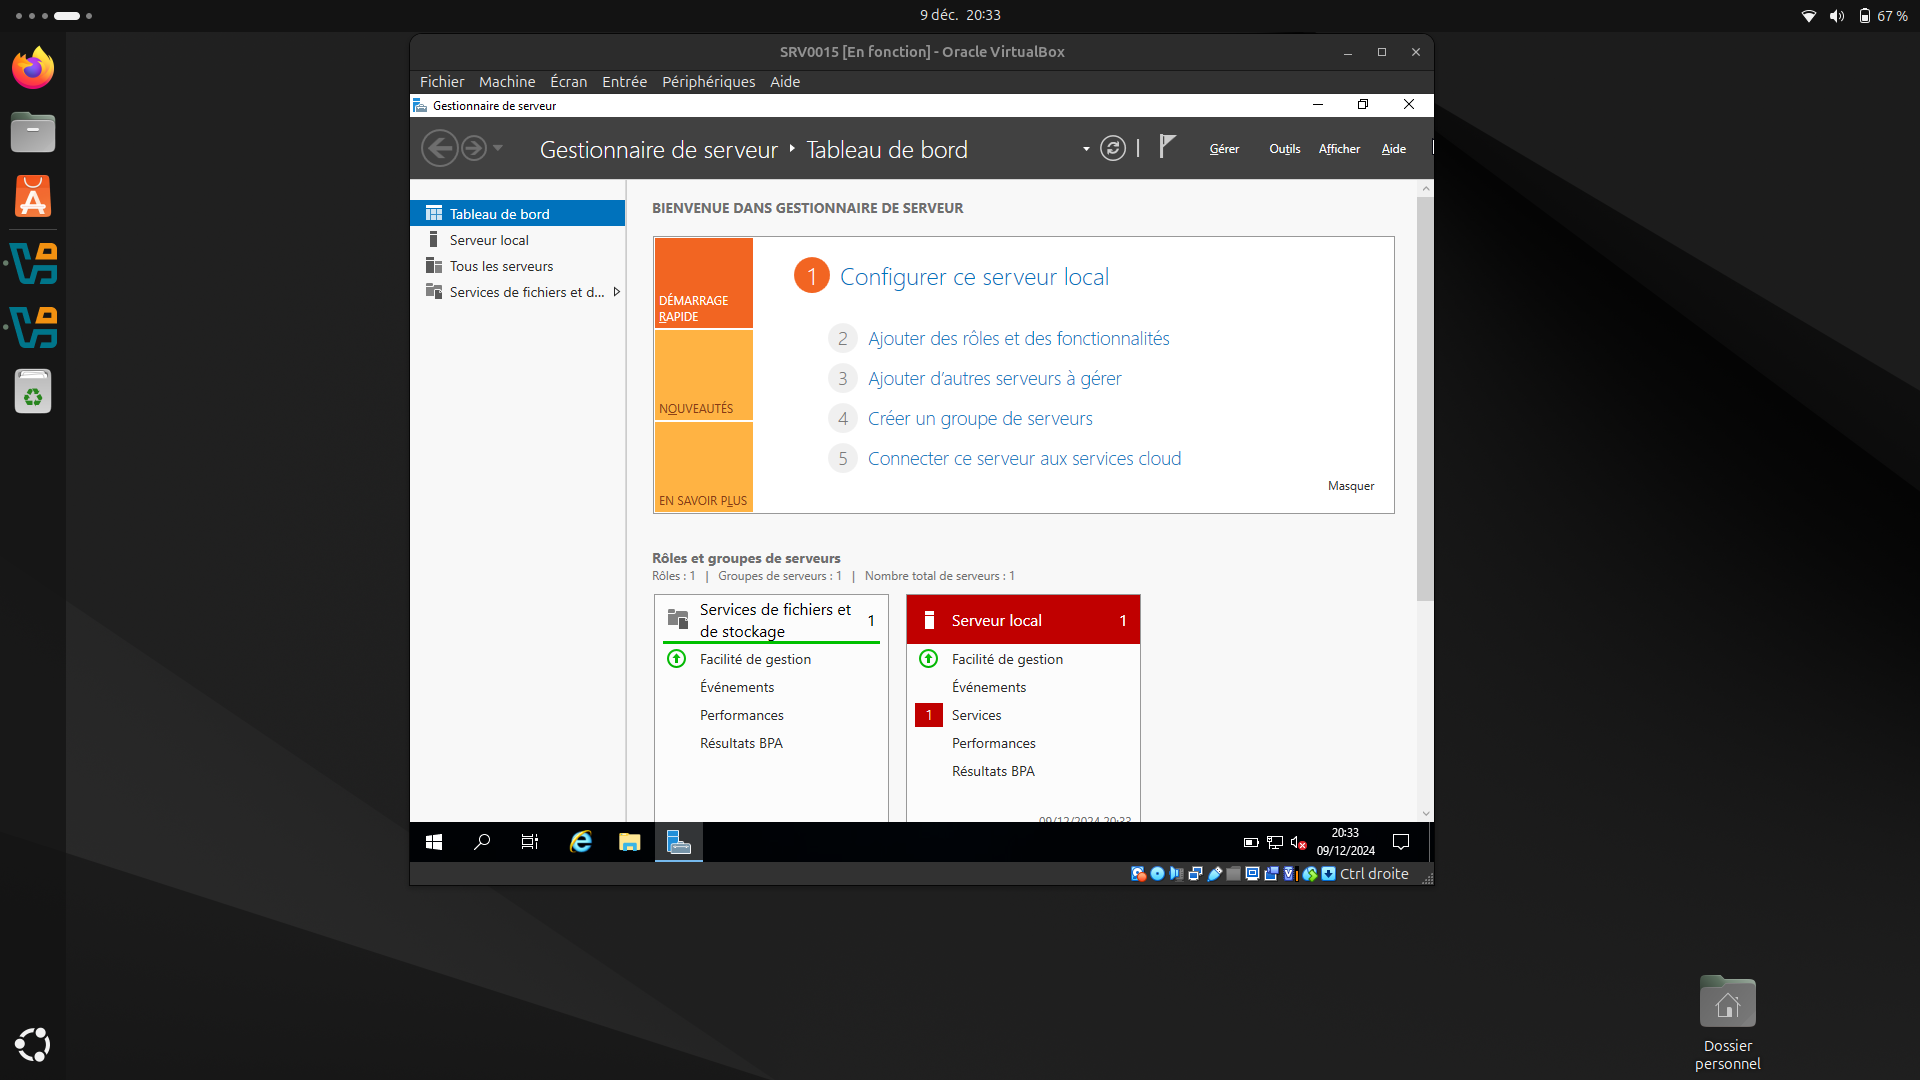 9 déc. 20:33
67 %
SRV0015 [En fonction] - Oracle VirtualBox
Fichier Machine Écran Entrée Périphériques Aide
Gestionnaire de serveur
Gestionnaire de serveur Tableau de bord
Gérer Outils Afficher Aide
Tableau de bord
Serveur local
Tous les serveurs
Services de fichiers et d...
BIENVENUE DANS GESTIONNAIRE DE SERVEUR
DÉMARRAGE
RAPIDE
NOUVEAUTÉS
EN SAVOIR PLUS
1 Configurer ce serveur local
2 Ajouter des rôles et des fonctionnalités
3 Ajouter d’autres serveurs à gérer
4 Créer un groupe de serveurs
5 Connecter ce serveur aux services cloud
Masquer
Rôles et groupes de serveurs
Rôles : 1 | Groupes de serveurs : 1 | Nombre total de serveurs : 1
Services de fichiers et
de stockage
1
Facilité de gestion
Événements
Performances
Résultats BPA
Serveur local 1
Facilité de gestion
Événements
1 Services
Performances
Résultats BPA
09/12/2024 20:33
20:33
09/12/2024
Ctrl droite
Dossier
personnel